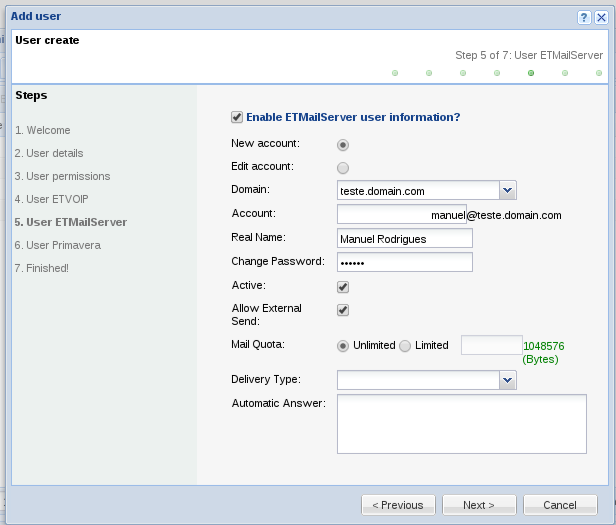 Add user
User create
Step 5 of 7: User ETMailServer
Steps
1. Welcome
2. User details
3. User permissions
4. User ETVOIP
5. User ETMailServer
6. User Primavera
7. Finished!
Enable ETMailServer user information?
New account:
Edit account:
Domain: teste.domain.com
Account: manuel@teste.domain.com
Real Name: Manuel Rodrigues
Change Password: ••••••
Active:
Allow External
Send:
Mail Quota: Unlimited Limited 1048576
(Bytes)
Delivery Type:
Automatic Answer:
< Previous Next > Cancel